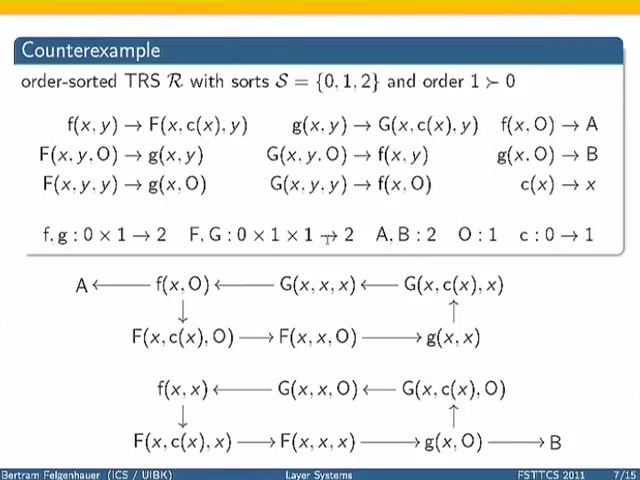 Counterexample
order-sorted TRS R with sorts S = {0, 1, 2} and order 1 ≻ 0
f(x, y) → F(x, c(x), y) g(x, y) → G(x, c(x), y) f(x, O) → A
F(x, y, O) → g(x, y) G(x, y, O) → f(x, y) g(x, O) → B
F(x, y, y) → g(x, O) G(x, y, y) → f(x, O) c(x) → x
f, g : 0 × 1 → 2 F, G : 0 × 1 × 1 → 2 A, B : 2 O : 1 c : 0 → 1
A ← f(x, O) ← G(x, x, x) ← G(x, c(x), x)
↓ ↑
F(x, c(x), O) → F(x, x, O) → g(x, x)
f(x, x) ← G(x, x, O) ← G(x, c(x), O)
↓ ↑
F(x, c(x), x) → F(x, x, x) → g(x, O) → B
Bertram Felgenhauer (ICS / UIBK) Layer Systems FSTTCS 2011 7/15